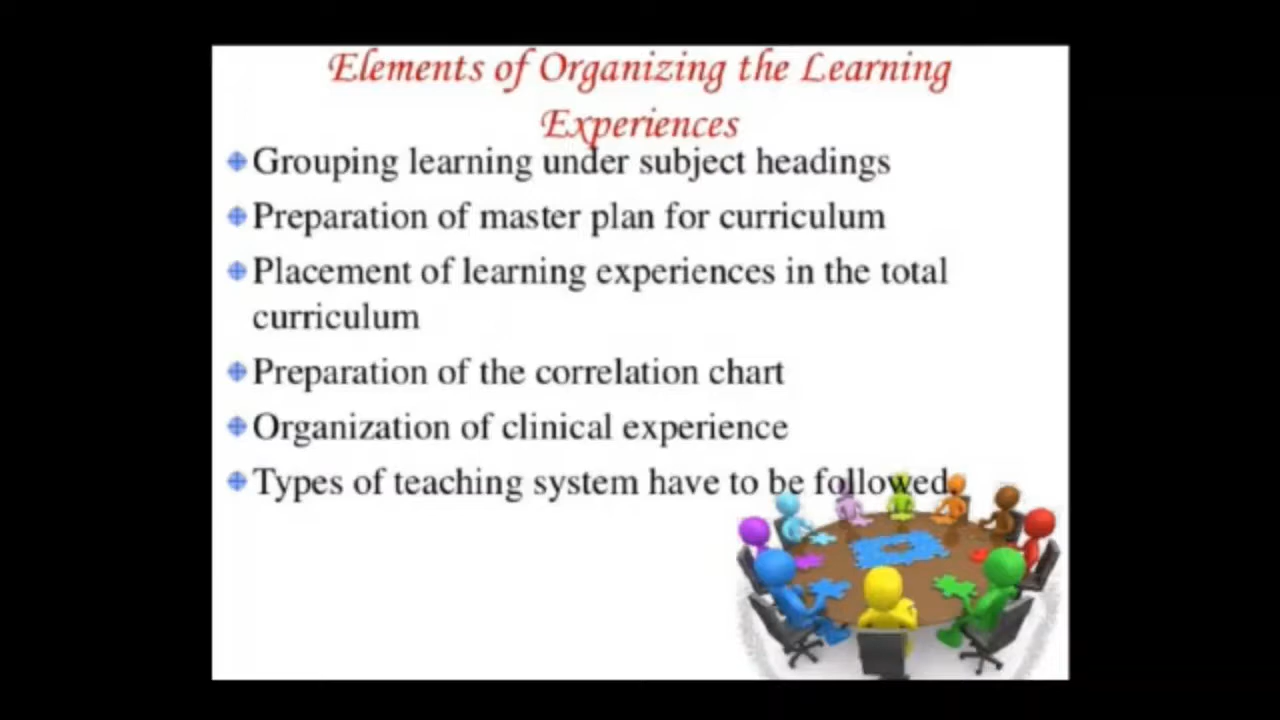 Elements of Organizing the Learning
Experiences
Grouping learning under subject headings
Preparation of master plan for curriculum
Placement of learning experiences in the total
curriculum
Preparation of the correlation chart
Organization of clinical experience
Types of teaching system have to be followed.